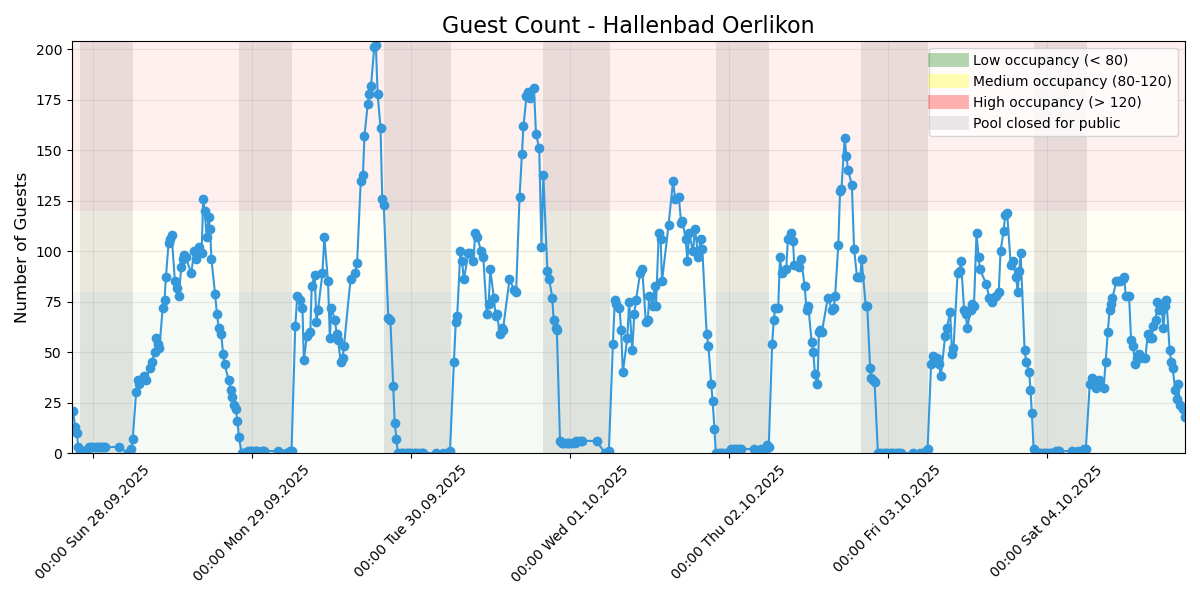 Guest Count - Hallenbad Oerlikon
Number of Guests
200
175
150
125
100
75
50
25
0
Low occupancy (< 80)
Medium occupancy (80-120)
High occupancy (> 120)
Pool closed for public
00:00 Sun 28.09.2025
00:00 Mon 29.09.2025
00:00 Tue 30.09.2025
00:00 Wed 01.10.2025
00:00 Thu 02.10.2025
00:00 Fri 03.10.2025
00:00 Sat 04.10.2025